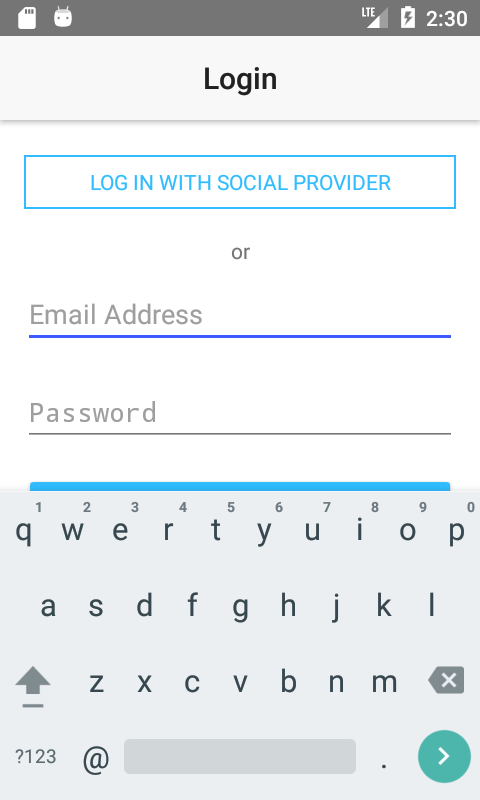 LTE 2:30
Login
LOG IN WITH SOCIAL PROVIDER
or
Email Address
Password
1 2 3 4 5 6 7 8 9 0
q w e r t y u i o p
a s d f g h j k l
z x c v b n m
?123 @ .